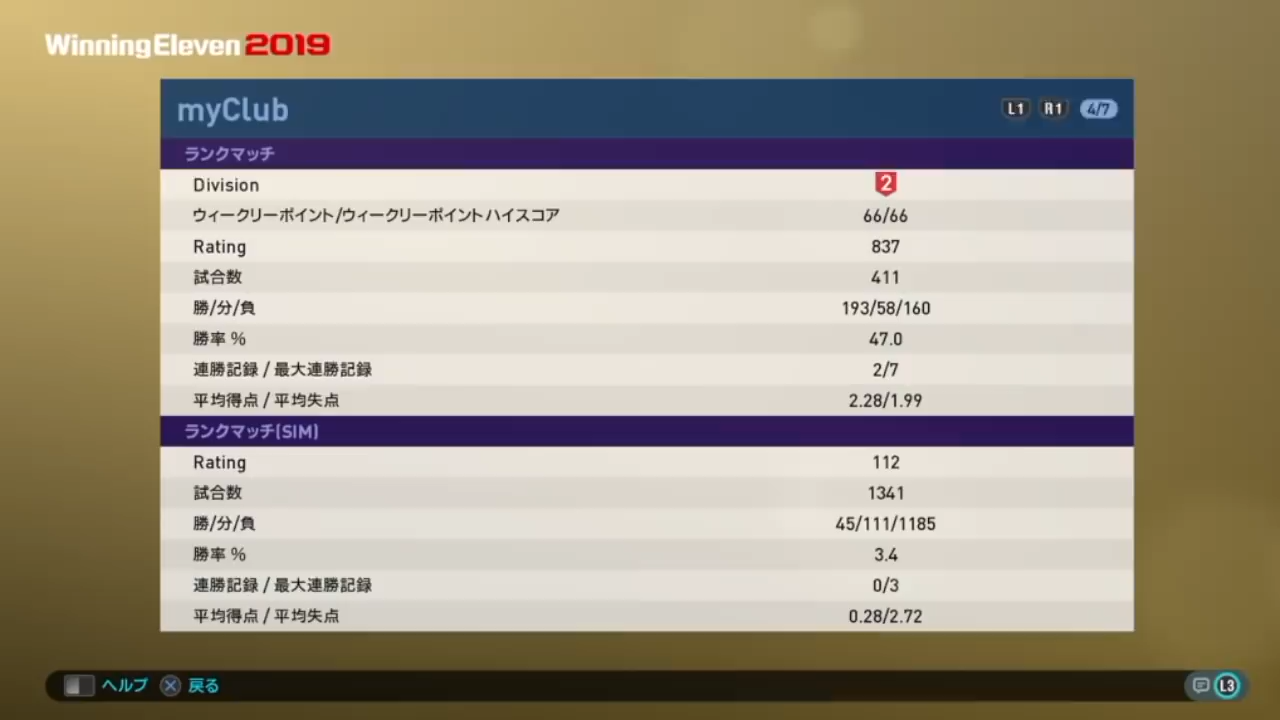 Winning Eleven 2019
myClub L1 R1 4/7
ランクマッチ
Division 2
ウィークリーポイント/ウィークリーポイントハイスコア 66/66
Rating 837
試合数 411
勝/分/負 193/58/160
勝率 % 47.0
連勝記録 / 最大連勝記録 2/7
平均得点 / 平均失点 2.28/1.99
ランクマッチ(SIM)
Rating 112
試合数 1341
勝/分/負 45/111/1185
勝率 % 3.4
連勝記録 / 最大連勝記録 0/3
平均得点 / 平均失点 0.28/2.72
ヘルプ 戻る L3